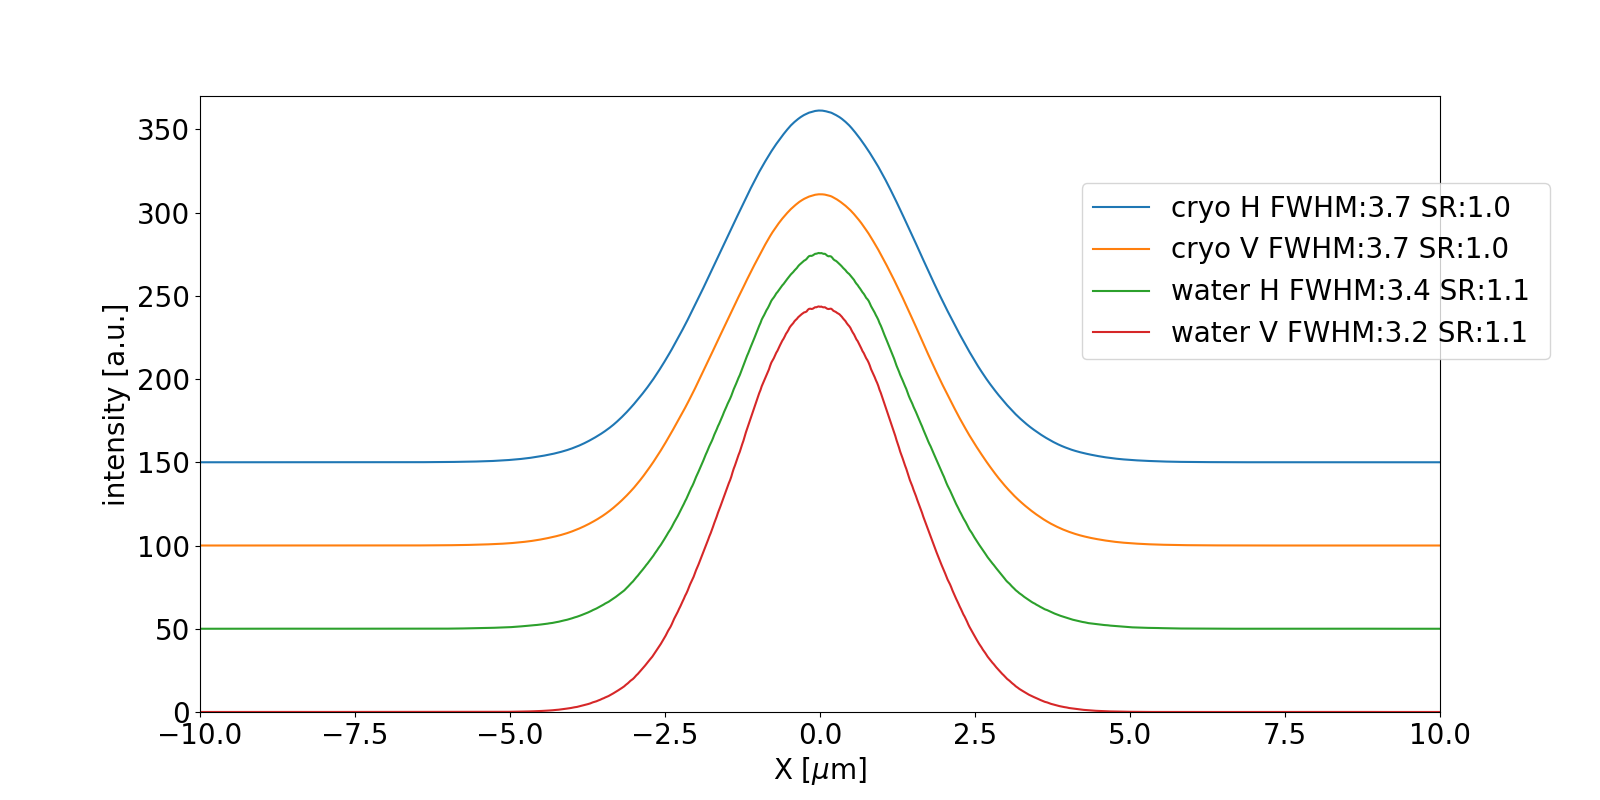 350
300
250
200
150
100
50
0
intensity [a.u.]
cryo H FWHM:3.7 SR:1.0
cryo V FWHM:3.7 SR:1.0
water H FWHM:3.4 SR:1.1
water V FWHM:3.2 SR:1.1
−10.0 −7.5 −5.0 −2.5 0.0 2.5 5.0 7.5 10.0
X [μm]